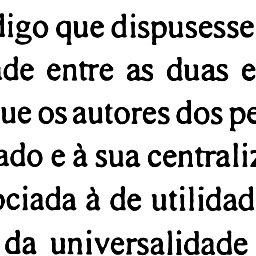 digo que dispusesse
de entre as duas e
ue os autores dos pe
ado e à sua centraliz
ociada à de utilidad
da universalidade